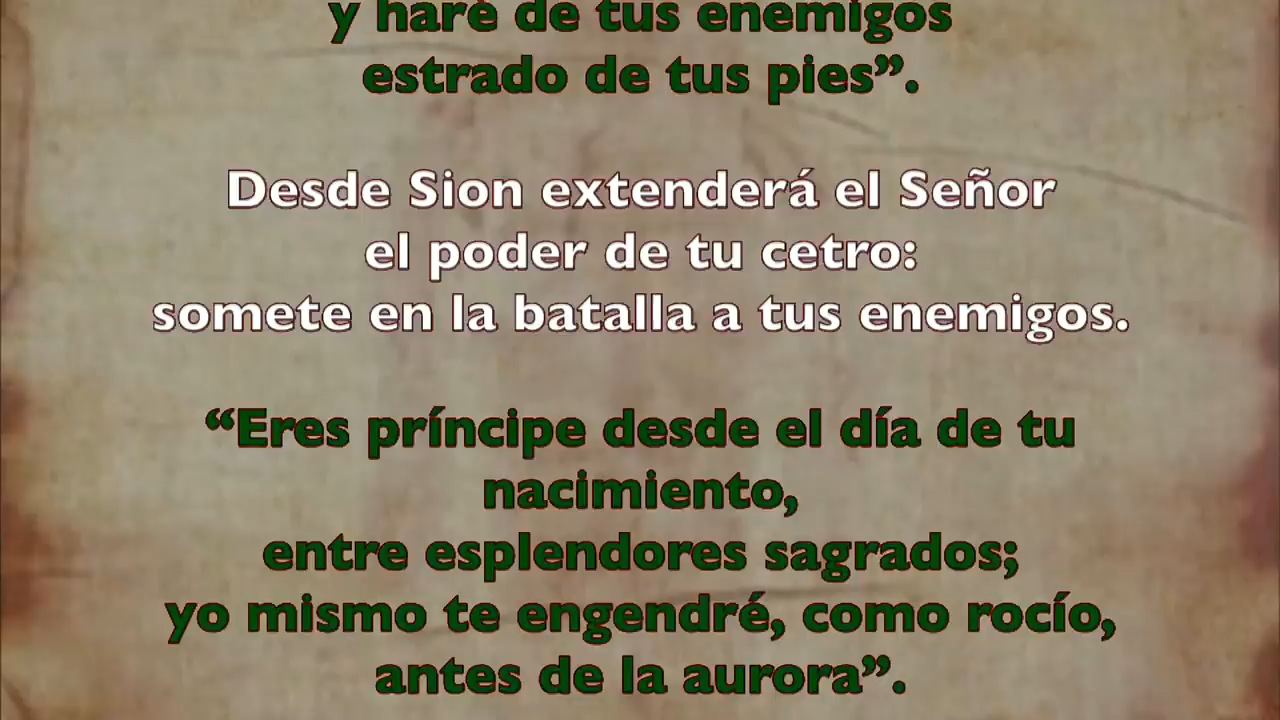 y haré de tus enemigos
estrado de tus pies”.
Desde Sion extenderá el Señor
el poder de tu cetro:
somete en la batalla a tus enemigos.
“Eres príncipe desde el día de tu
nacimiento,
entre esplendores sagrados;
yo mismo te engendré, como rocío,
antes de la aurora”.